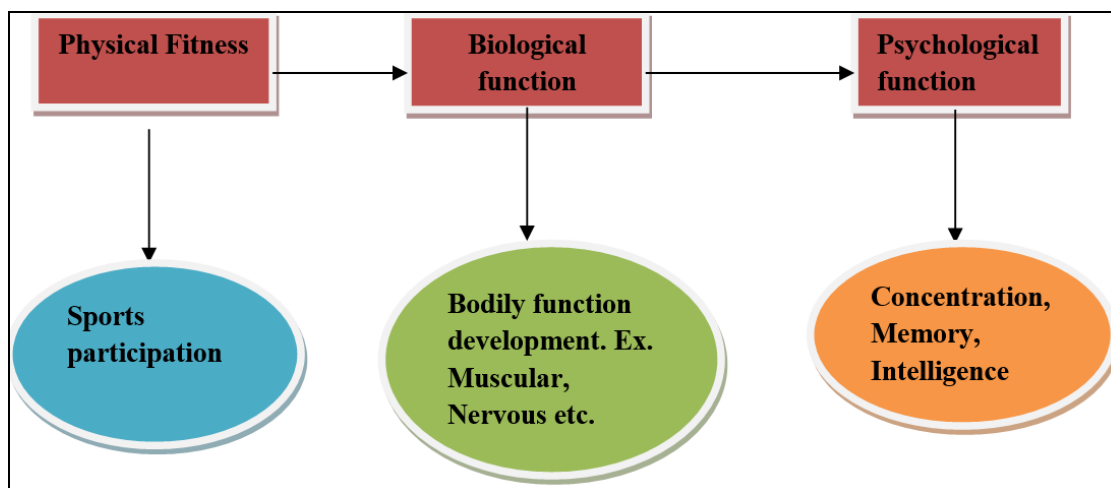 Physical Fitness
Biological
function
Psychological
function
Sports
participation
Bodily function
development. Ex.
Muscular,
Nervous etc.
Concentration,
Memory,
Intelligence